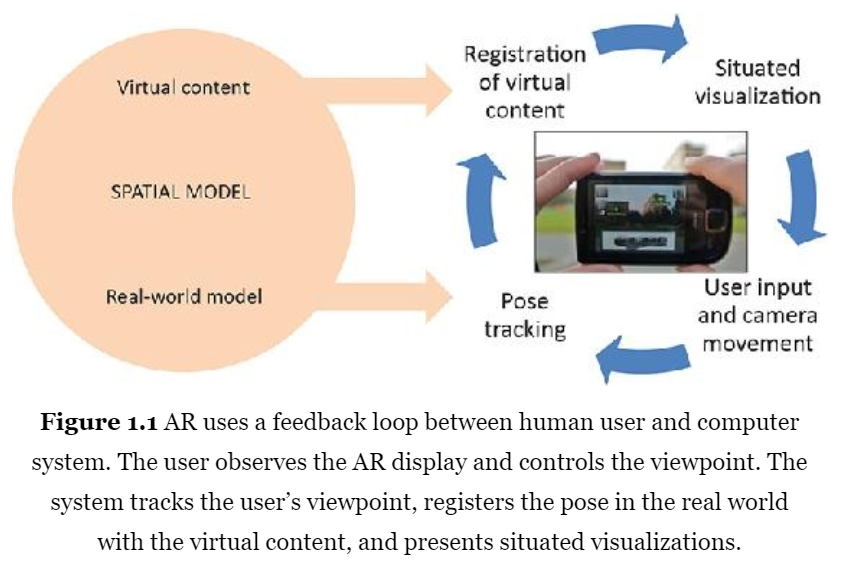 Virtual content
SPATIAL MODEL
Real-world model
Registration
of virtual
content
Situated
visualization
User input
and camera
movement
Pose
tracking
Figure 1.1 AR uses a feedback loop between human user and computer
system. The user observes the AR display and controls the viewpoint. The
system tracks the user’s viewpoint, registers the pose in the real world
with the virtual content, and presents situated visualizations.